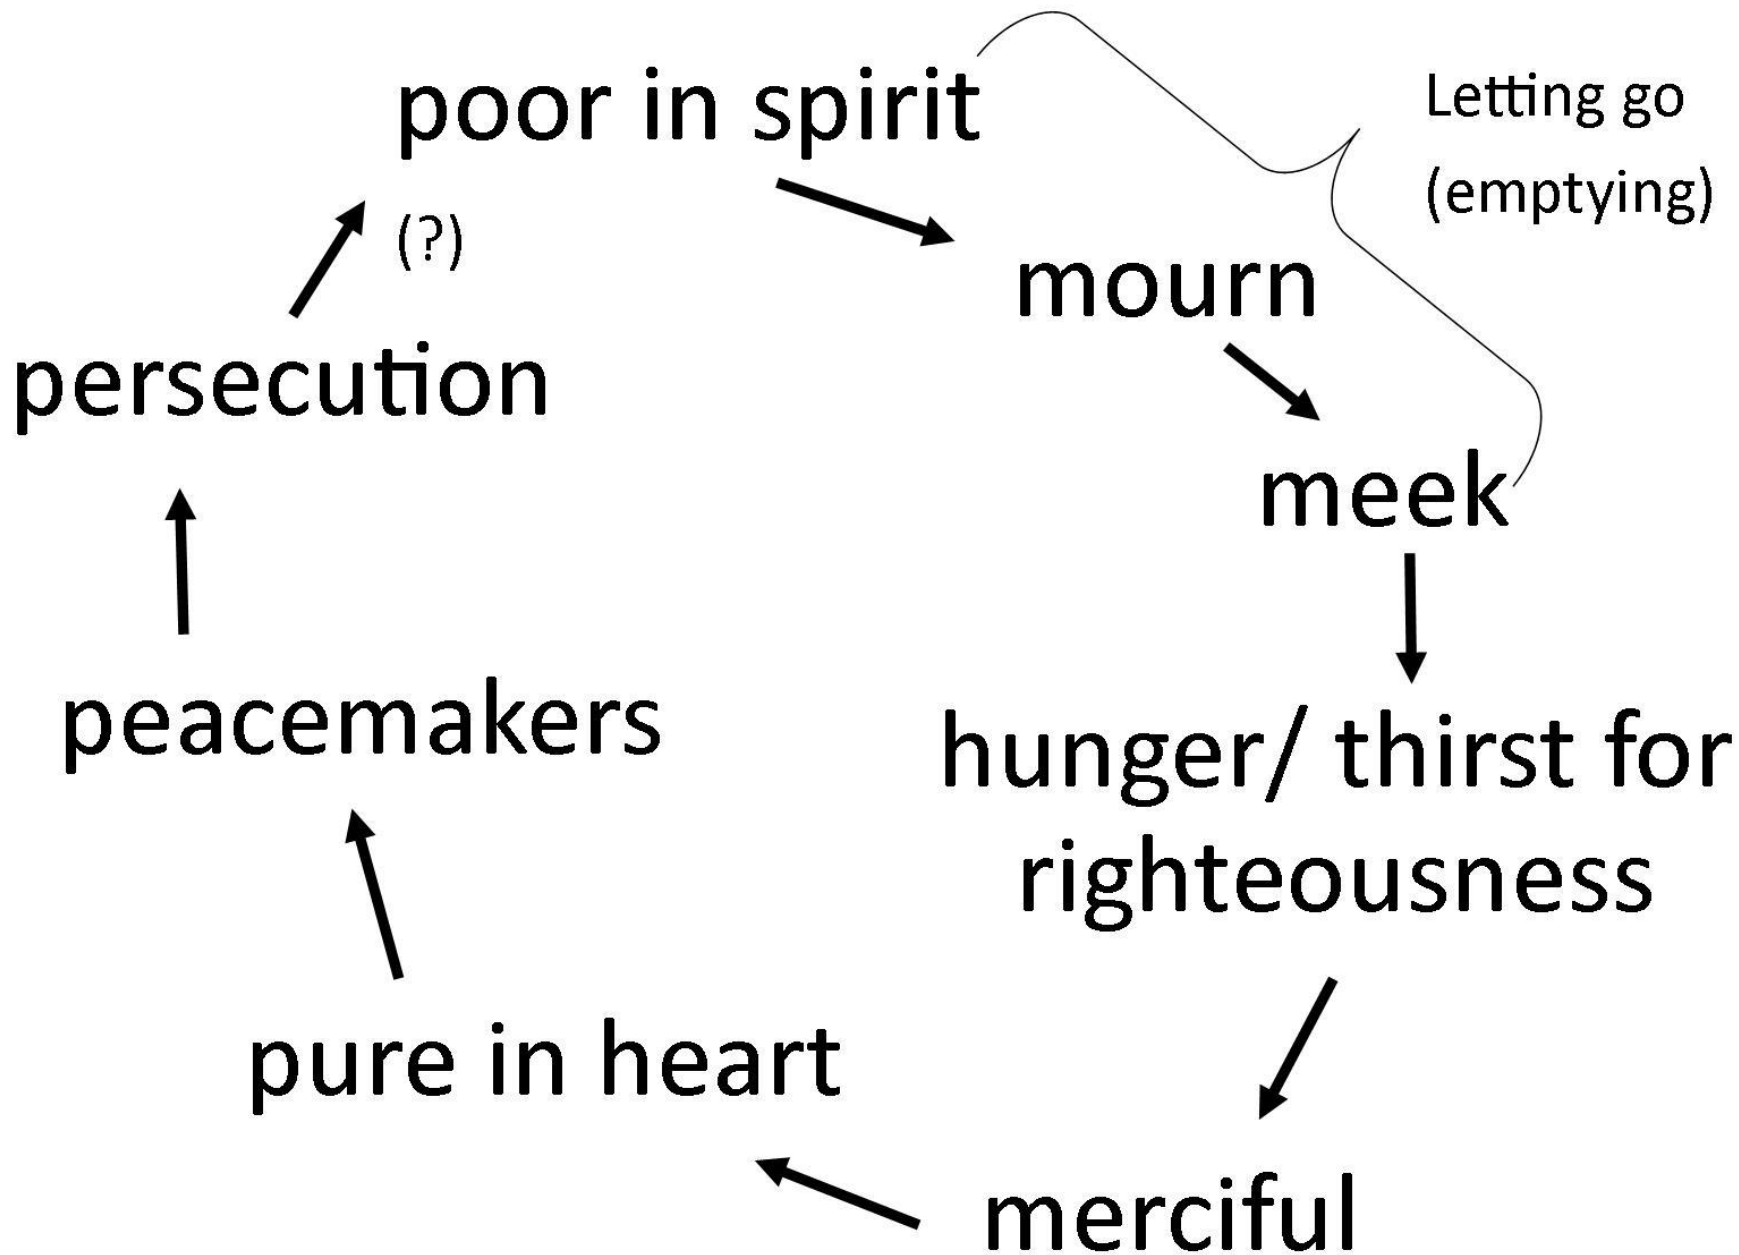 poor in spirit
Letting go
(emptying)
(?)
mourn
persecution
meek
peacemakers
hunger/ thirst for
righteousness
pure in heart
merciful